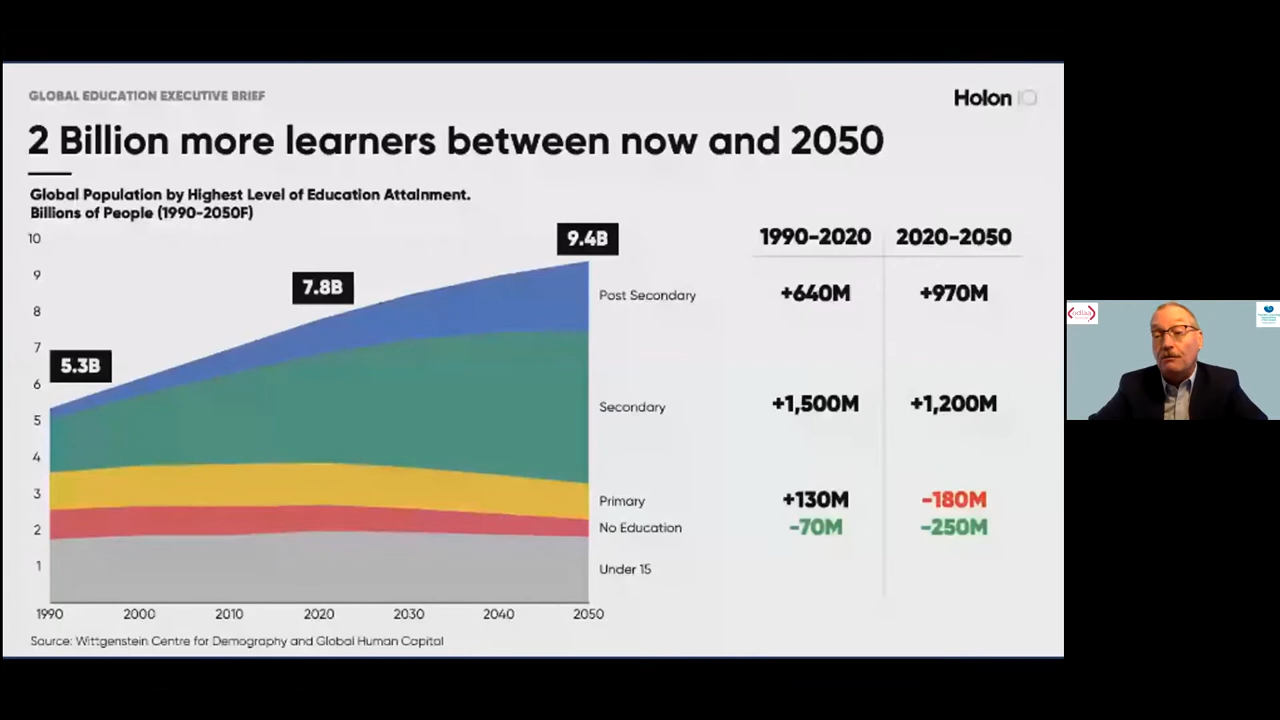 GLOBAL EDUCATION EXECUTIVE BRIEF
Holon IQ
2 Billion more learners between now and 2050
Global Population by Highest Level of Education Attainment.
Billions of People (1990-2050F)
10
9
8
7
6
5
4
3
2
1
5.3B
7.8B
9.4B
1990
2000
2010
2020
2030
2040
2050
1990-2020 2020-2050
Post Secondary +640M +970M
Secondary +1,500M +1,200M
Primary +130M -180M
No Education -70M -250M
Under 15
Source: Wittgenstein Centre for Demography and Global Human Capital
odlaa